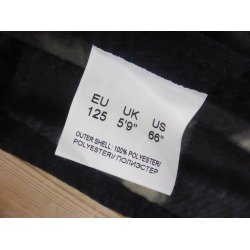 EU UK US
125 5'9" 66"
OUTER SHELL: 100% POLYESTER/
POLYESTER/ ПОЛИЭСТЕР